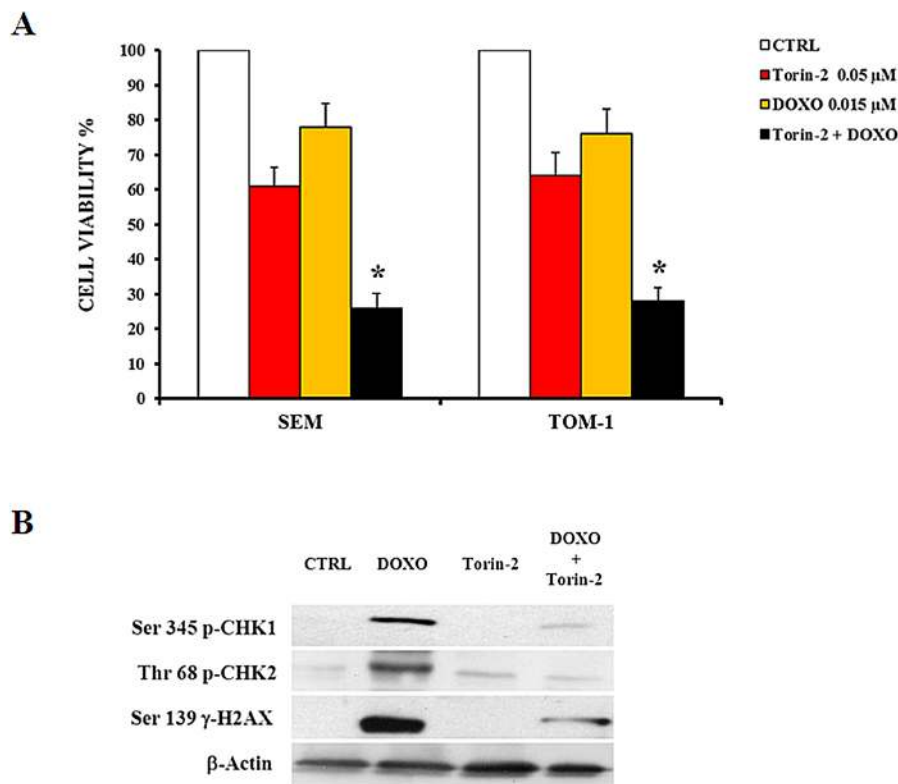 A
CTRL
Torin-2 0.05 µM
DOXO 0.015 µM
Torin-2 + DOXO
CELL VIABILITY %
100
90
80
70
60
50
40
30
20
10
0
*
*
SEM
TOM-1
B
CTRL
DOXO
Torin-2
DOXO
+
Torin-2
Ser 345 p-CHK1
Thr 68 p-CHK2
Ser 139 γ-H2AX
β-Actin